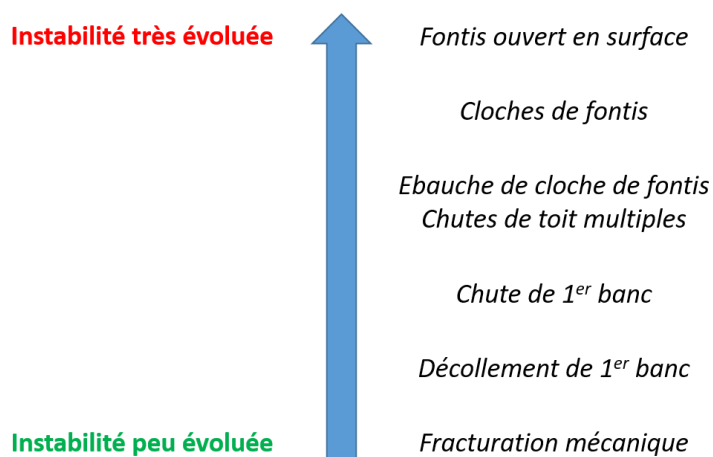 Instabilité très évoluée
Fontis ouvert en surface
Cloches de fontis
Ebauche de cloche de fontis
Chutes de toit multiples
Chute de 1er banc
Décollement de 1er banc
Instabilité peu évoluée
Fracturation mécanique